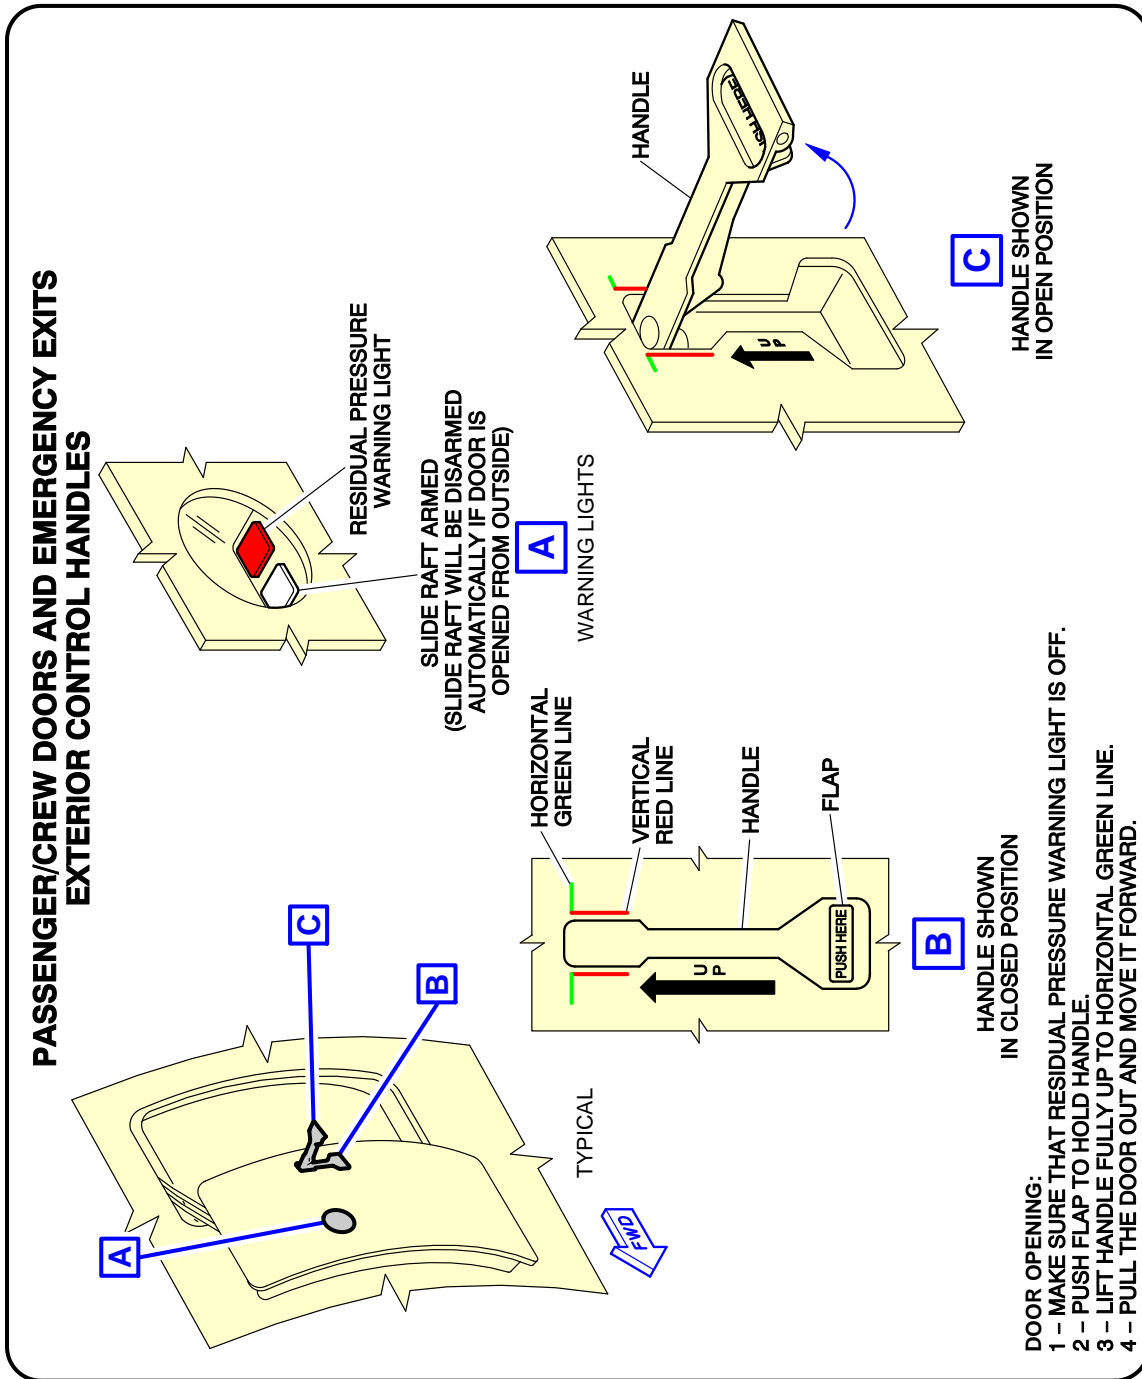 PASSENGER/CREW DOORS AND EMERGENCY EXITS
EXTERIOR CONTROL HANDLES
A
B
C
FWD
TYPICAL
RESIDUAL PRESSURE
WARNING LIGHT
SLIDE RAFT ARMED
(SLIDE RAFT WILL BE DISARMED
AUTOMATICALLY IF DOOR IS
OPENED FROM OUTSIDE)
A
WARNING LIGHTS
HORIZONTAL
GREEN LINE
VERTICAL
RED LINE
HANDLE
FLAP
UP
PUSH HERE
B
HANDLE SHOWN
IN CLOSED POSITION
HANDLE
USH HERE
UP
C
HANDLE SHOWN
IN OPEN POSITION
DOOR OPENING:
1 – MAKE SURE THAT RESIDUAL PRESSURE WARNING LIGHT IS OFF.
2 – PUSH FLAP TO HOLD HANDLE.
3 – LIFT HANDLE FULLY UP TO HORIZONTAL GREEN LINE.
4 – PULL THE DOOR OUT AND MOVE IT FORWARD.